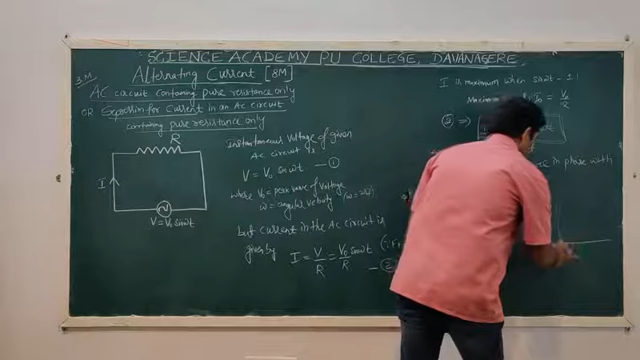 SCIENCE ACADEMY PU COLLEGE, DAVANAGERE
3M
Alternating Current [8M]
AC circuit containing pure resistance only
OR Expression for Current in an AC circuit
containing pure resistance only
R
I
V=V₀ sinωt
Instantaneous Voltage of given
AC circuit is
V = V₀ sinωt —①
where V₀ = peak value of Voltage
ω = angular velocity
but current in the AC circuit is
given by I = V/R = V₀ sinωt/R —②
I is maximum when sinωt = 1
I₀ = V₀/R
② ⇒
in phase with